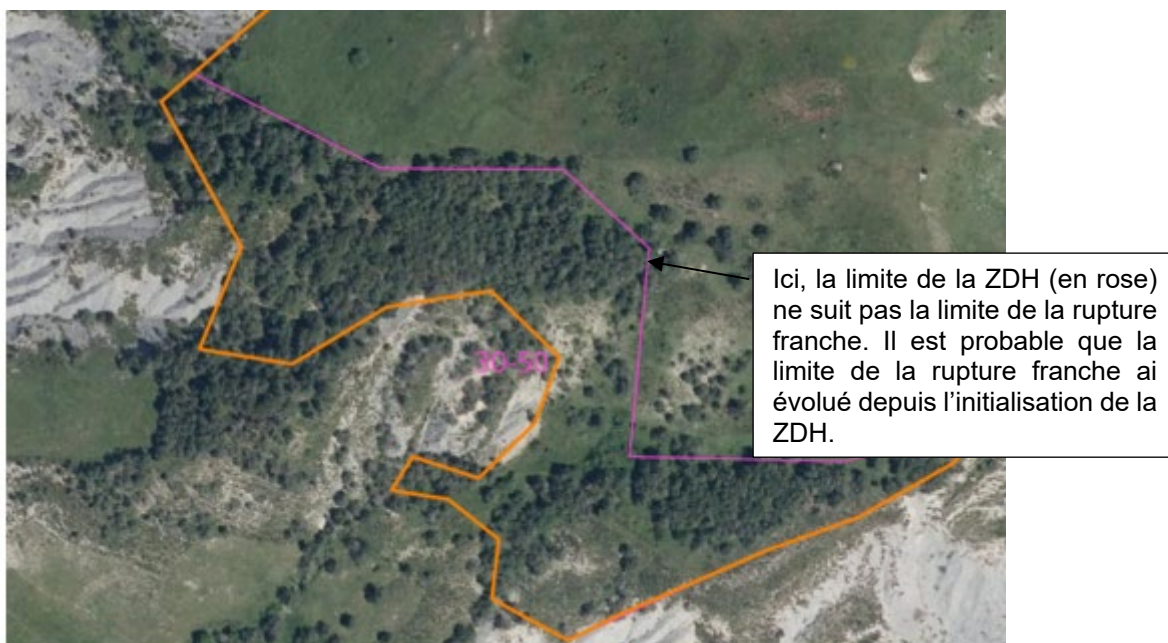 30-50
Ici, la limite de la ZDH (en rose)
ne suit pas la limite de la rupture
franche. Il est probable que la
limite de la rupture franche ai
évolué depuis l'initialisation de la
ZDH.